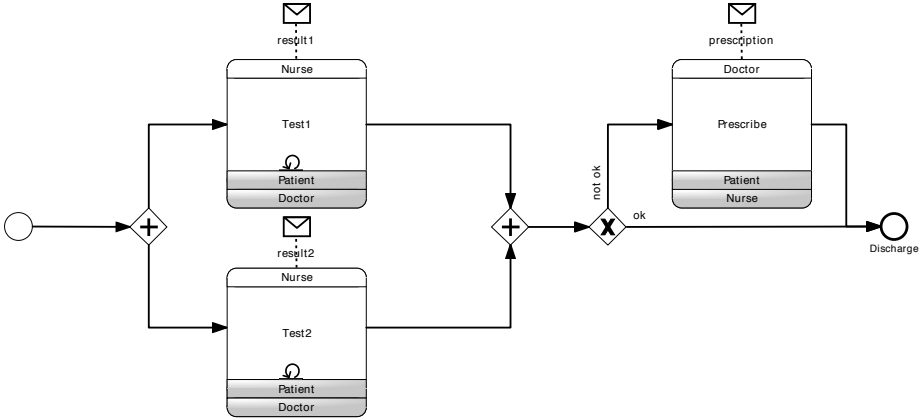 result1
Nurse
Test1
Patient
Doctor
result2
Nurse
Test2
Patient
Doctor
not ok
ok
prescription
Doctor
Prescribe
Patient
Nurse
Discharge